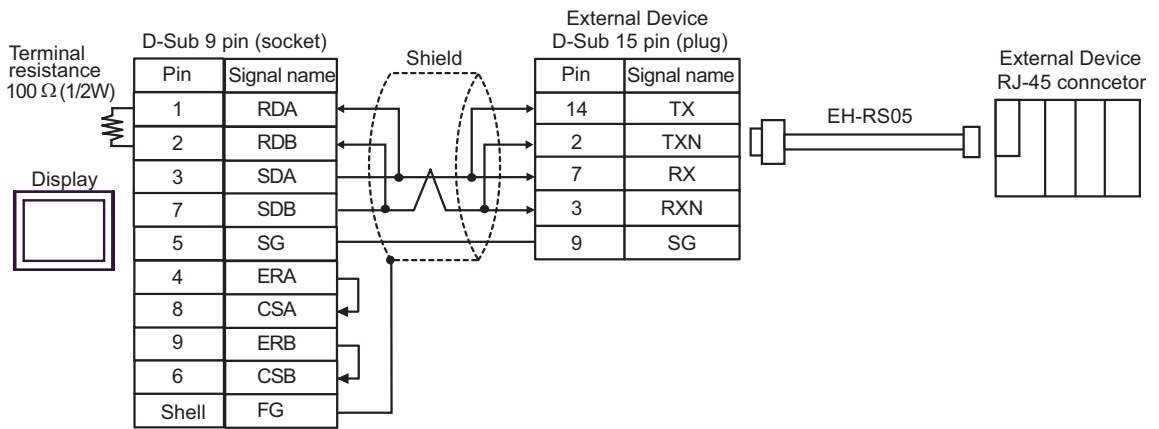 Terminal
resistance
100 Ω (1/2W)
Display
D-Sub 9 pin (socket)
Pin Signal name
1 RDA
2 RDB
3 SDA
7 SDB
5 SG
4 ERA
8 CSA
9 ERB
6 CSB
Shell FG
Shield
External Device
D-Sub 15 pin (plug)
Pin Signal name
14 TX
2 TXN
7 RX
3 RXN
9 SG
EH-RS05
External Device
RJ-45 conncetor